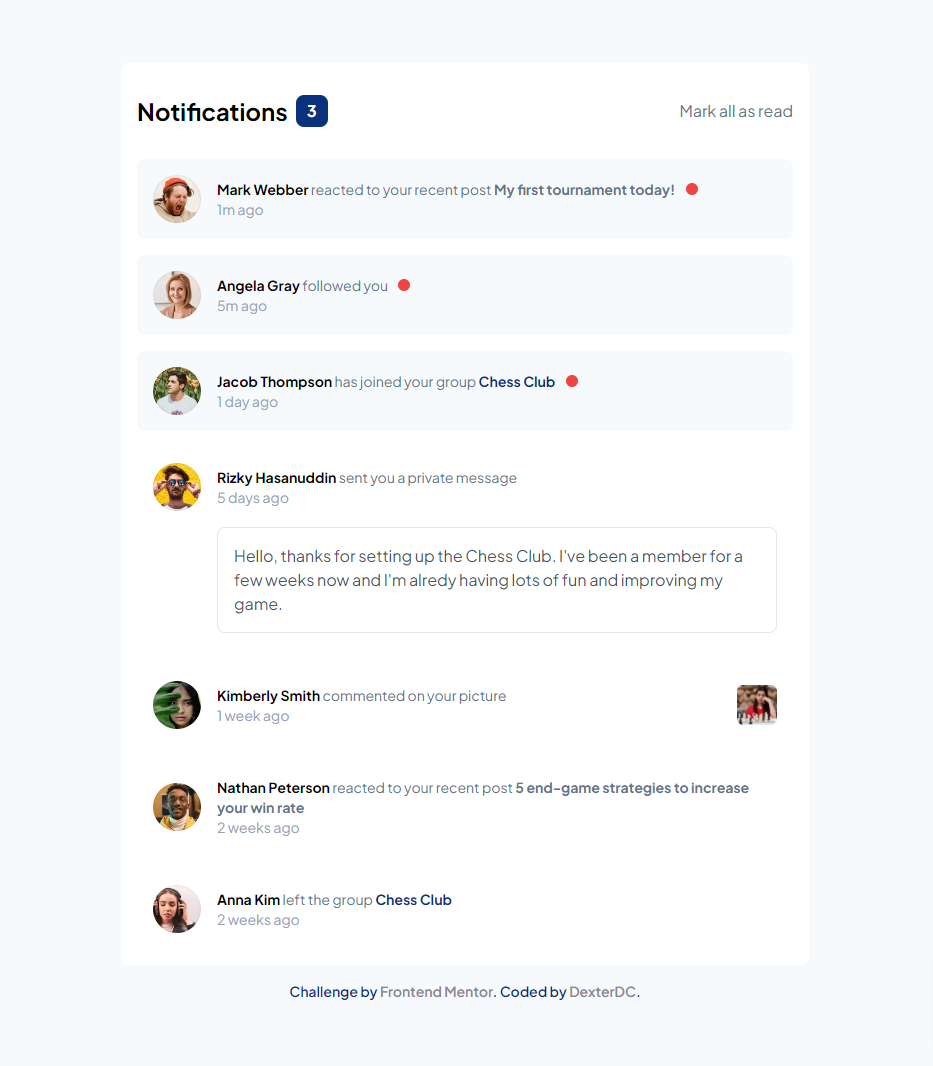 Notifications 3 Mark all as read
Mark Webber reacted to your recent post My first tournament today!
1m ago
Angela Gray followed you
5m ago
Jacob Thompson has joined your group Chess Club
1 day ago
Rizky Hasanuddin sent you a private message
5 days ago
Hello, thanks for setting up the Chess Club. I've been a member for a
few weeks now and I'm alredy having lots of fun and improving my
game.
Kimberly Smith commented on your picture
1 week ago
Nathan Peterson reacted to your recent post 5 end-game strategies to increase
your win rate
2 weeks ago
Anna Kim left the group Chess Club
2 weeks ago
Challenge by Frontend Mentor. Coded by DexterDC.